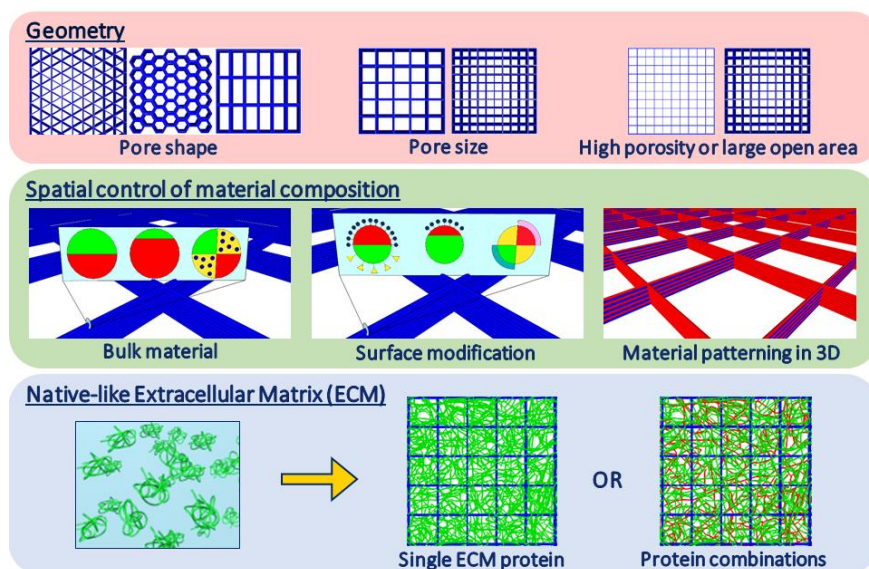 Geometry
Pore shape
Pore size
High porosity or large open area
Spatial control of material composition
Bulk material
Surface modification
Material patterning in 3D
Native-like Extracellular Matrix (ECM)
OR
Single ECM protein
Protein combinations